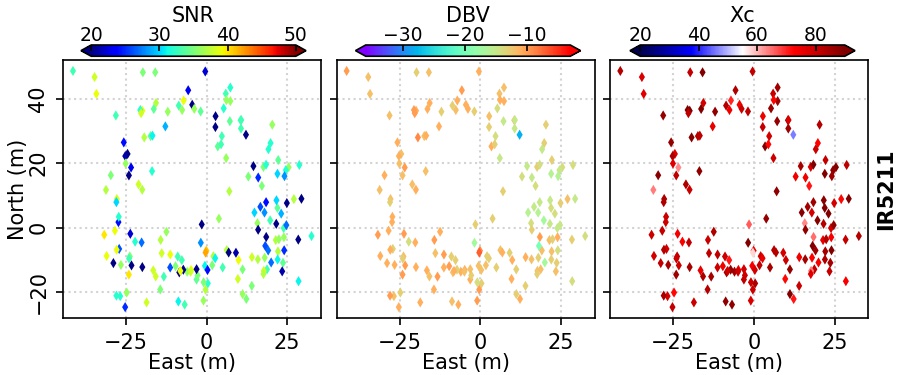 SNR DBV Xc
20 30 40 50 −30 −20 −10 20 40 60 80
40
20
0
−20
North (m)
−25 0 25 −25 0 25 −25 0 25
East (m) East (m) East (m)
IR5211